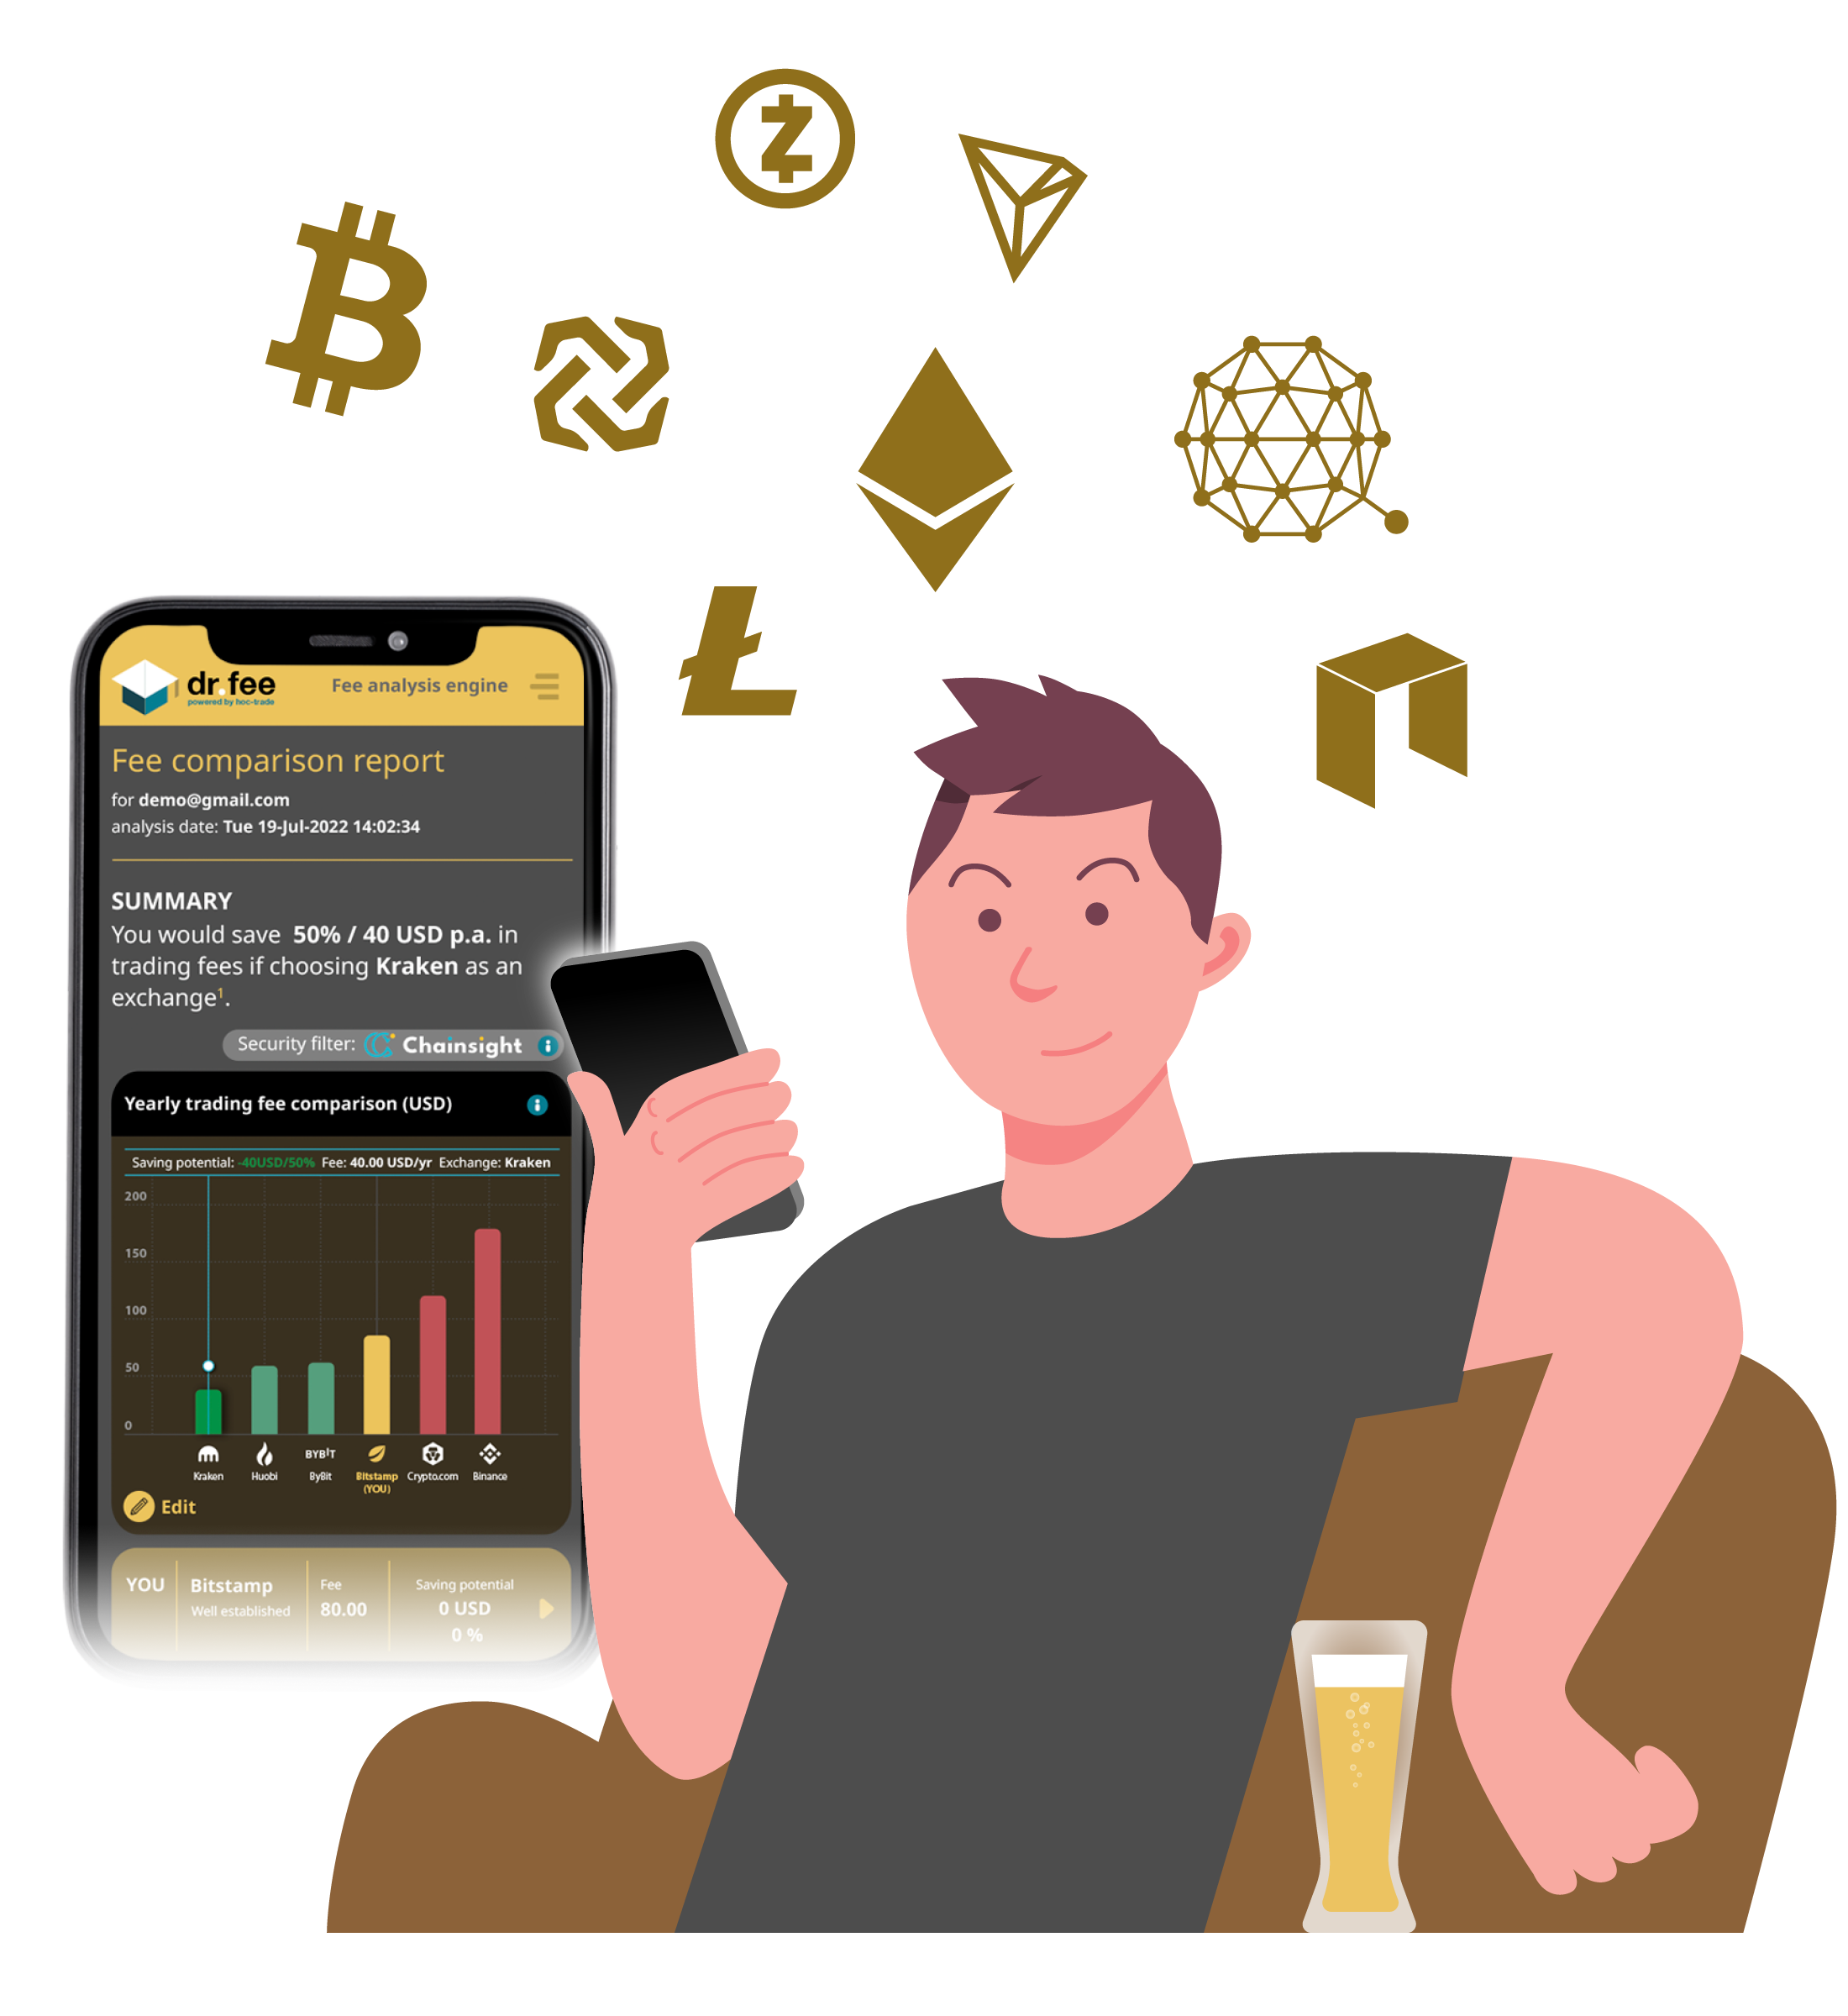 dr.fee
powered by hoc-trade
Fee analysis engine
Fee comparison report
for demo@gmail.com
analysis date: Tue 19-Jul-2022 14:02:34
SUMMARY
You would save 50% / 40 USD p.a. in
trading fees if choosing Kraken as an
exchange¹.
Security filter: Chainsight
Yearly trading fee comparison (USD)
Saving potential: -40USD/50% Fee: 40.00 USD/yr Exchange: Kraken
200
150
100
50
0
BYBIT
Kraken Huobi ByBit Bitstamp Crypto.com Binance
(YOU)
Edit
YOU Bitstamp Fee Saving potential
Well established 80.00 0 USD
0 %